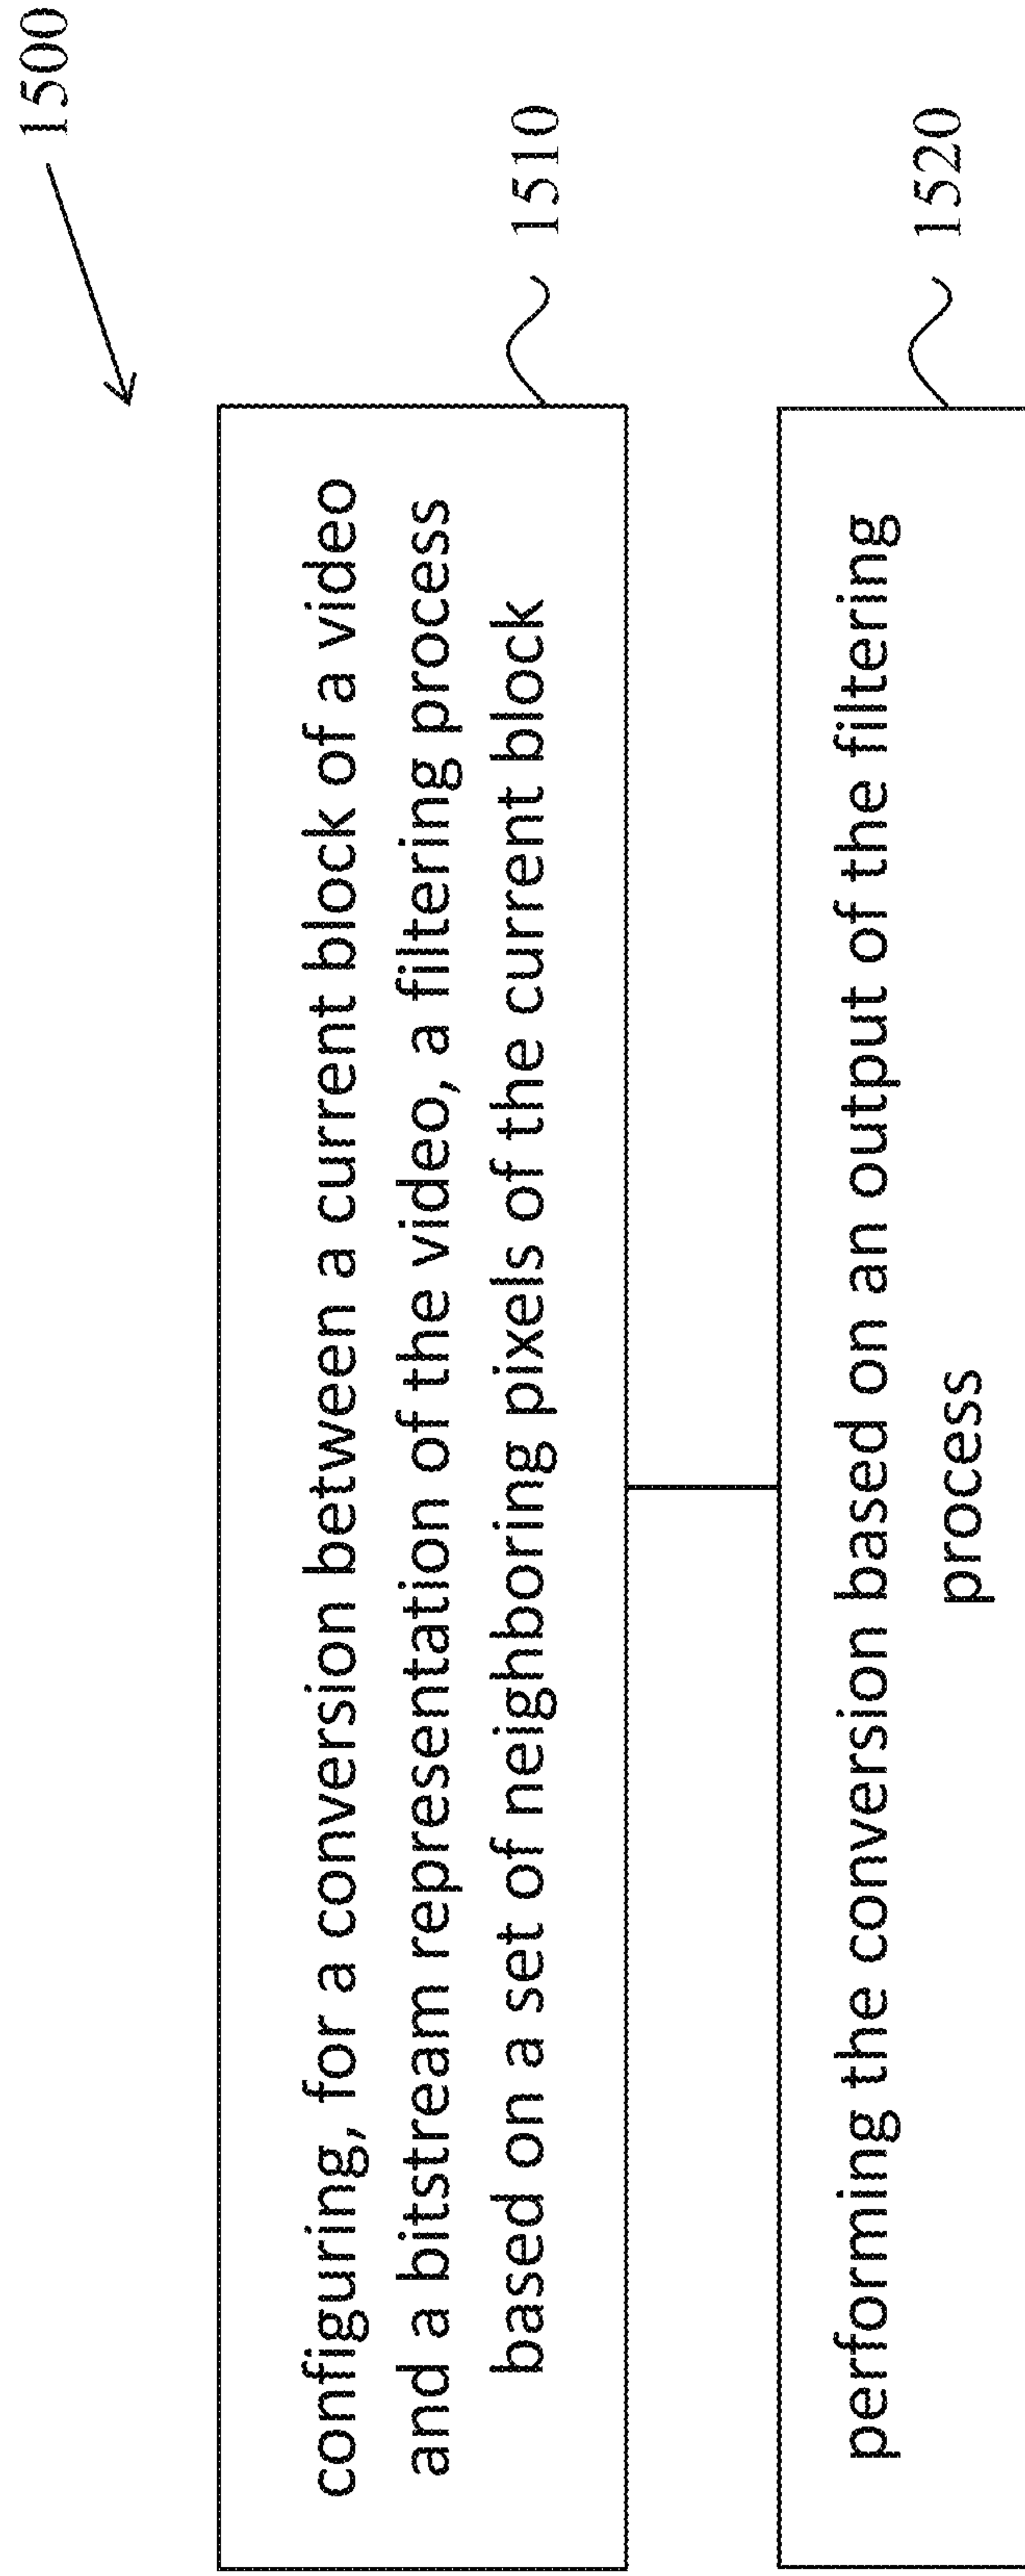 1500
configuring, for a conversion between a current block of a video
and a bitstream representation of the video, a filtering process
based on a set of neighboring pixels of the current block
1510
performing the conversion based on an output of the filtering
process
1520